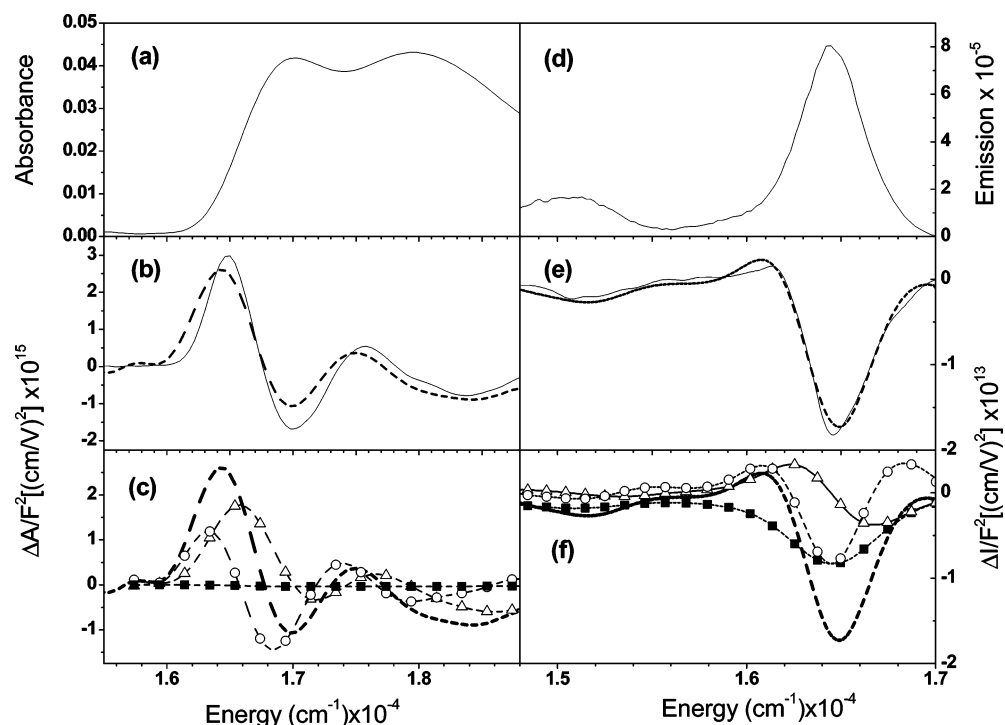 (a)
Absorbance
0.05
0.04
0.03
0.02
0.01
0.00
(d)
8
6
4
2
0
Emission x 10-5
(b)
3
2
1
0
-1
-2
(e)
0
-1
-2
(c)
2
1
0
-1
ΔA/F2[(cm/V)2] x1015
(f)
0
-1
-2
ΔI/F2[(cm/V)2] x1013
1.6 1.7 1.8
Energy (cm-1)x10-4
1.5 1.6 1.7
Energy (cm-1)x10-4